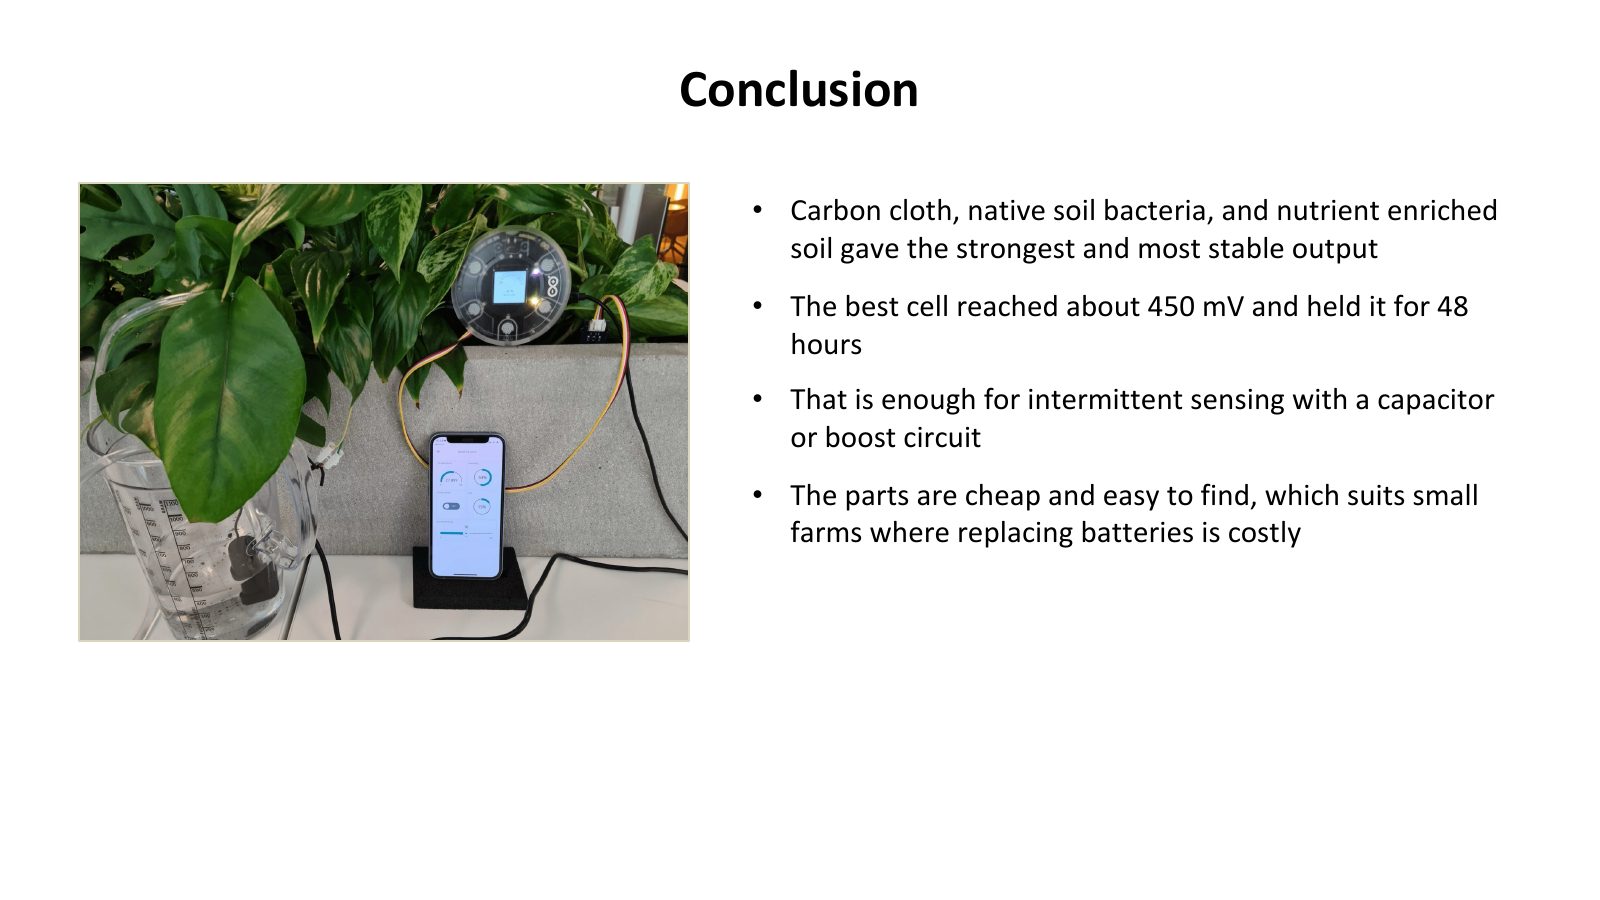 Conclusion
• Carbon cloth, native soil bacteria, and nutrient enriched
soil gave the strongest and most stable output
• The best cell reached about 450 mV and held it for 48
hours
• That is enough for intermittent sensing with a capacitor
or boost circuit
• The parts are cheap and easy to find, which suits small
farms where replacing batteries is costly